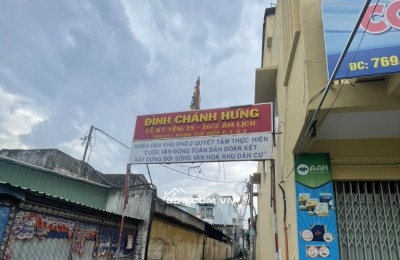 ĐÌNH CHÁNH HƯNG
LỄ KỲ YÊN: 15 - 16/2 ÂM LỊCH
NHÂN DÂN KHU PHỐ 2 QUYẾT TÂM THỰC HIỆN
"CUỘC VẬN ĐỘNG TOÀN DÂN ĐOÀN KẾT
XÂY DỰNG ĐỜI SỐNG VĂN HÓA KHU DÂN CƯ"
ĐC: 769
AAN
BDS.COM.VN